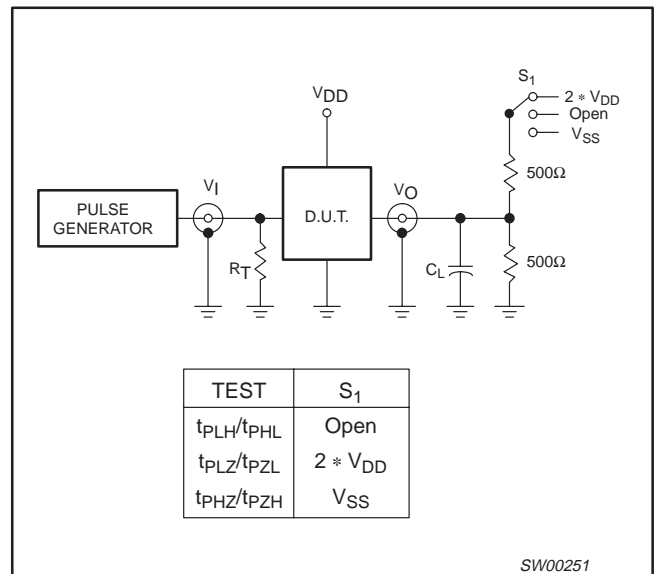 S1
2 * VDD
Open
VSS
VDD
500Ω
PULSE
GENERATOR
VI
D.U.T.
VO
RT
CL
500Ω
TEST S1
tPLH/tPHL Open
tPLZ/tPZL 2 * VDD
tPHZ/tPZH VSS
SW00251